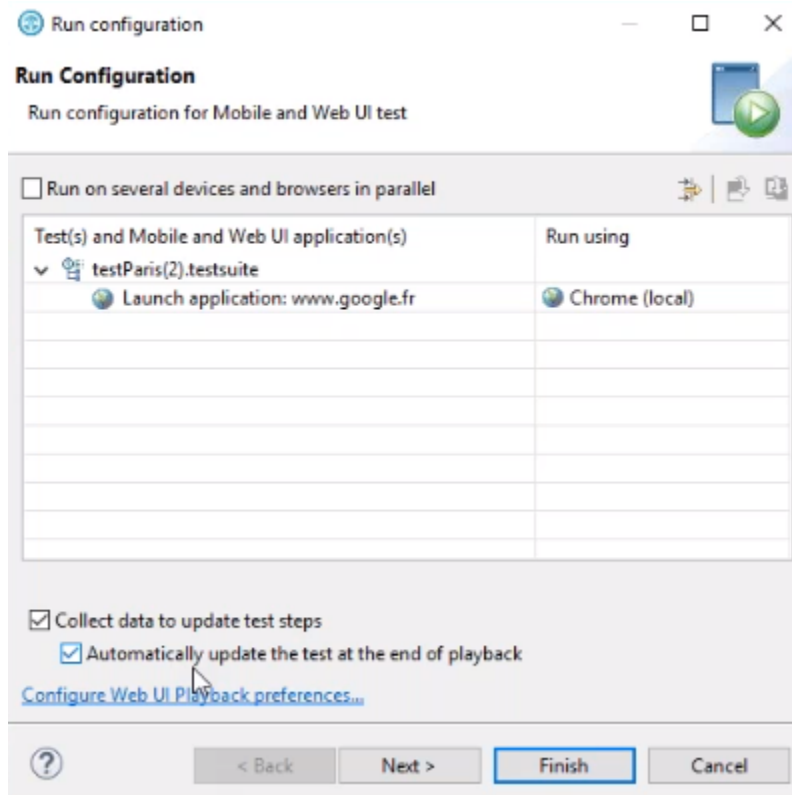 Run configuration
Run Configuration
Run configuration for Mobile and Web UI test
Run on several devices and browsers in parallel
Test(s) and Mobile and Web UI application(s) Run using
testParis(2).testsuite
Launch application: www.google.fr Chrome (local)
Collect data to update test steps
Automatically update the test at the end of playback
Configure Web UI Playback preferences...
? < Back Next > Finish Cancel